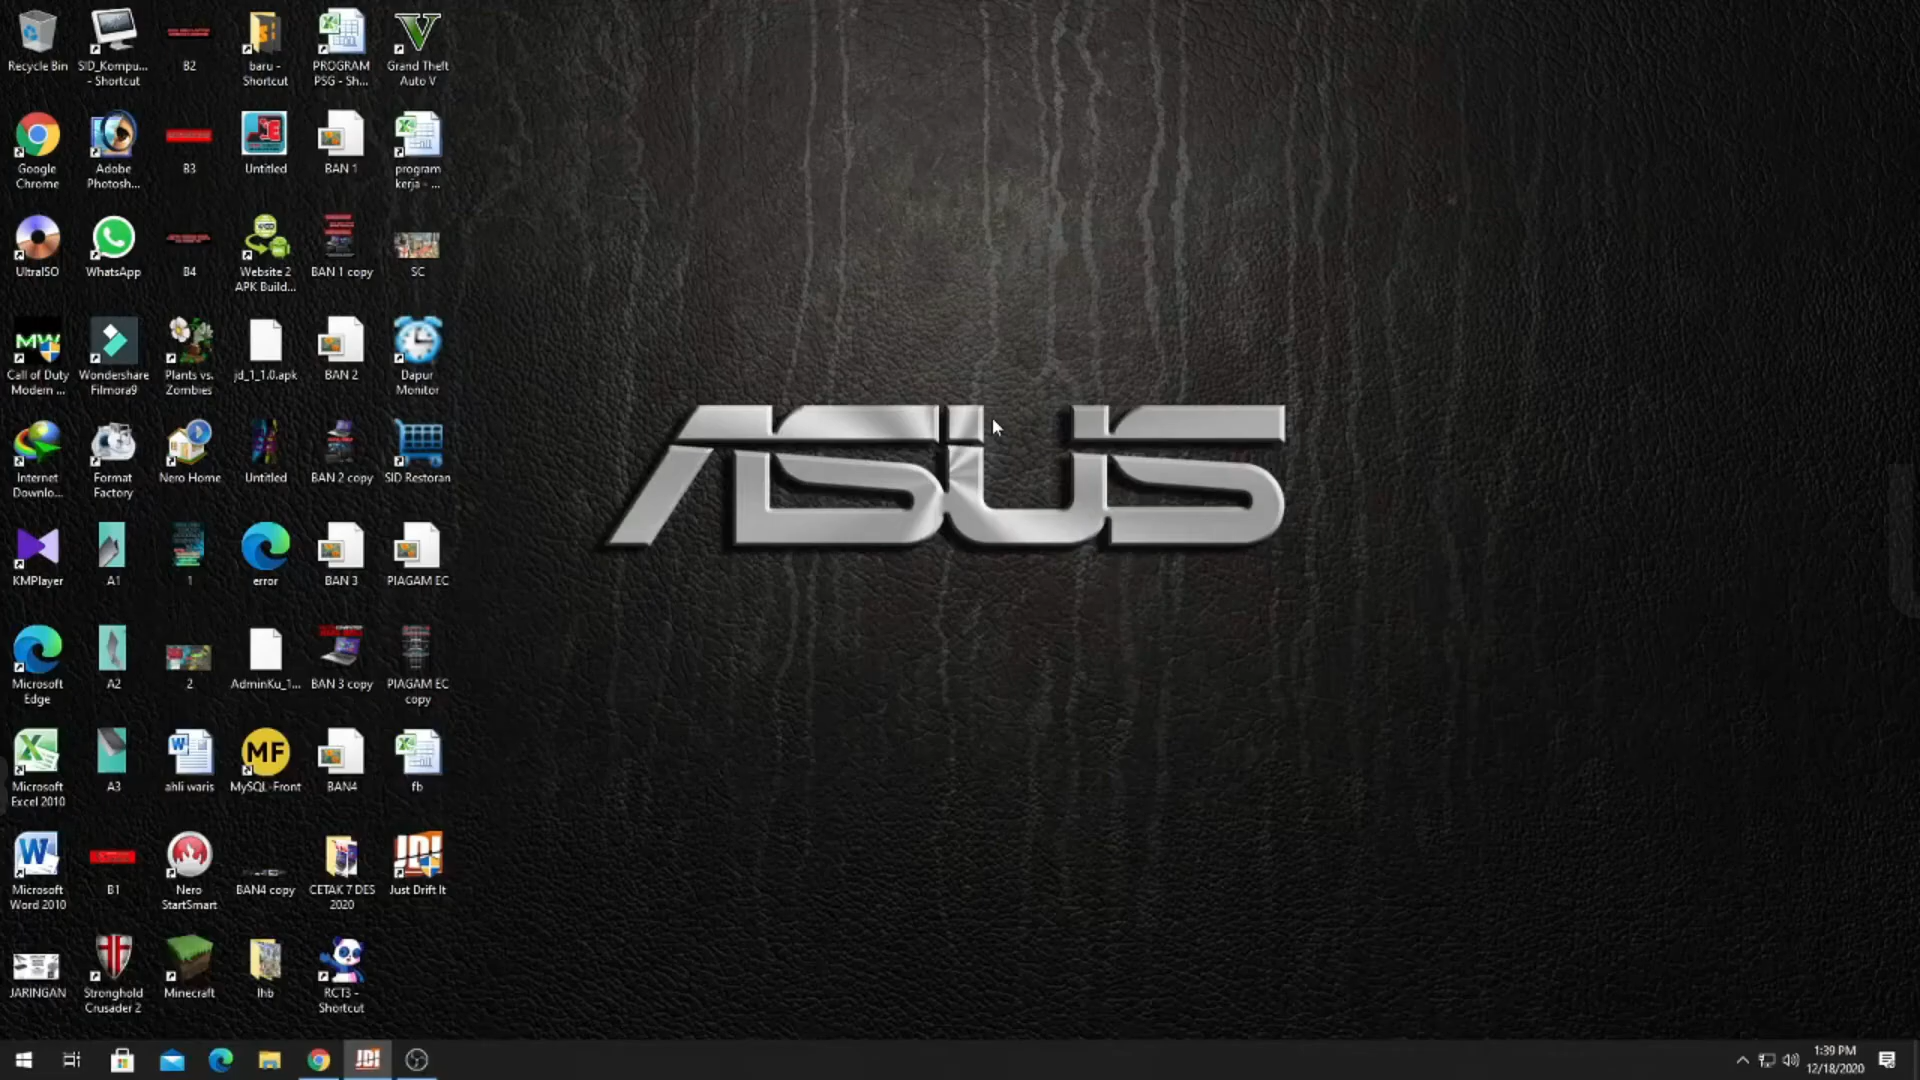 Recycle Bin
SID_Kompu...
- Shortcut
B2
baru -
Shortcut
PROGRAM
PSG - Sh...
Grand Theft
Auto V
Google
Chrome
Adobe
Photosh...
B3
Untitled
BAN 1
program
kerja - ...
UltraISO
WhatsApp
B4
Website 2
APK Build...
BAN 1 copy
SC
MW
Call of Duty
Modern ...
Wondershare
Filmora9
Plants vs.
Zombies
jd_1_1.0.apk
BAN 2
Dapur
Monitor
ASUS
Internet
Downlo...
Format
Factory
Nero Home
Untitled
BAN 2 copy
SID Restoran
KMPlayer
A1
1
error
BAN 3
PIAGAM EC
Microsoft
Edge
A2
2
AdminKu_1...
BAN 3 copy
PIAGAM EC
copy
Microsoft
Excel 2010
A3
ahli waris
MF
MySQL-Front
BAN4
fb
Microsoft
Word 2010
B1
Nero
StartSmart
BAN4 copy
CETAK 7 DES
2020
JDI
Just Drift It
JARINGAN
Stronghold
Crusader 2
Minecraft
lhb
RCT3 -
Shortcut
JDI
1:39 PM
12/18/2020